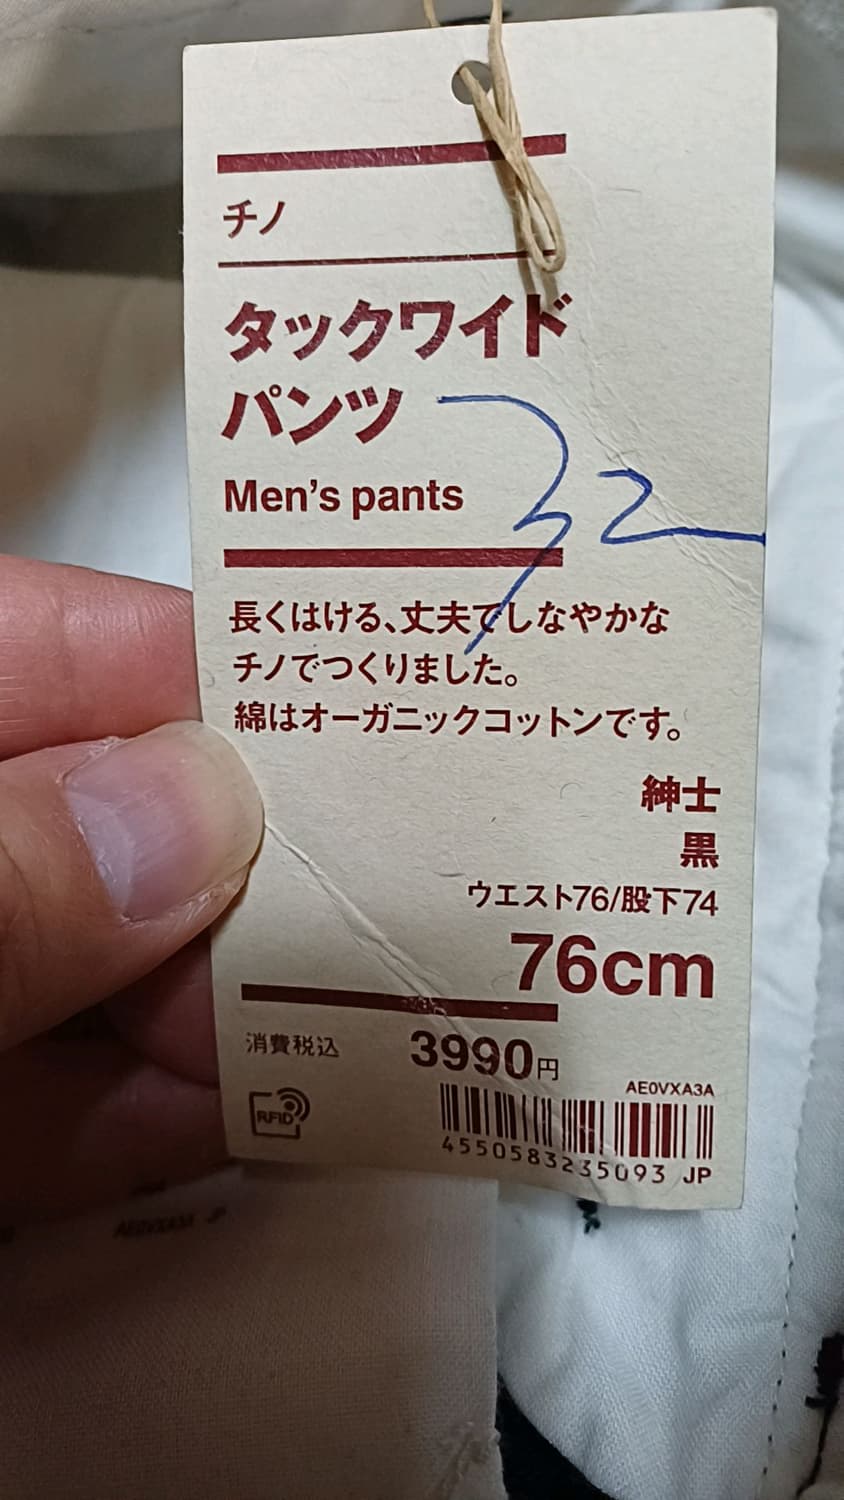 チノ
タックワイド
パンツ
32
Men's pants
長くはける、丈夫でしなやかな
チノでつくりました。
綿はオーガニックコットンです。
紳士
黒
ウエスト76/股下74
76cm
消費税込 3990円
RFID
AE0VXA3A
4550583235093 JP
AE0VXA3A JP